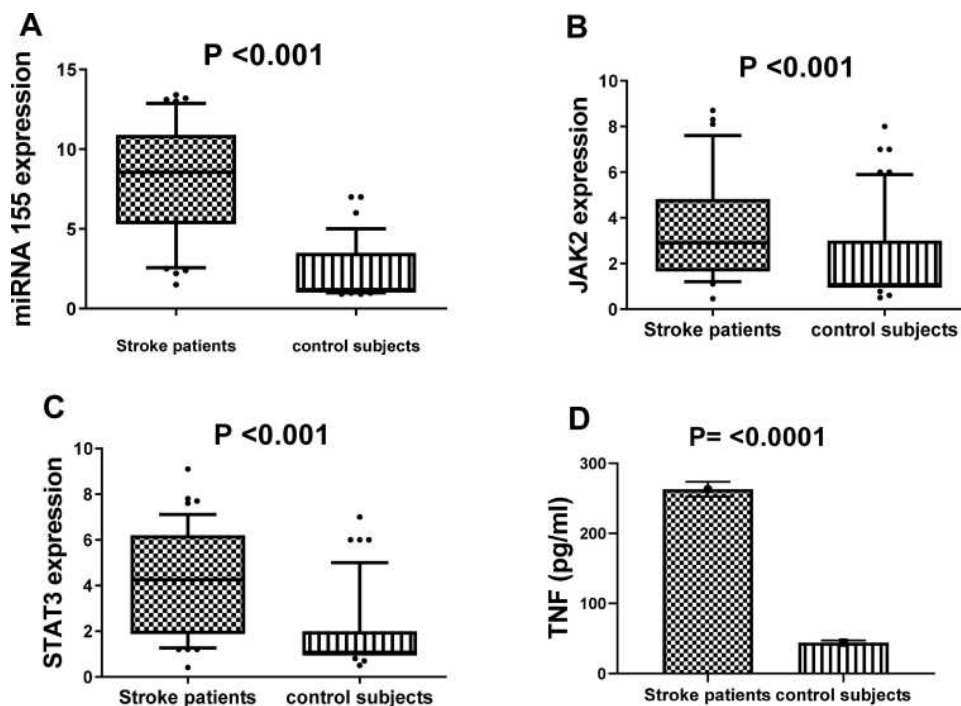 A
P <0.001
miRNA 155 expression
15
10
5
0
Stroke patients control subjects
B
P <0.001
JAK2 expression
10
8
6
4
2
0
Stroke patients control subjects
C
P <0.001
STAT3 expression
10
8
6
4
2
0
Stroke patients control subjects
D
P= <0.0001
TNF (pg/ml)
300
200
100
0
Stroke patients control subjects